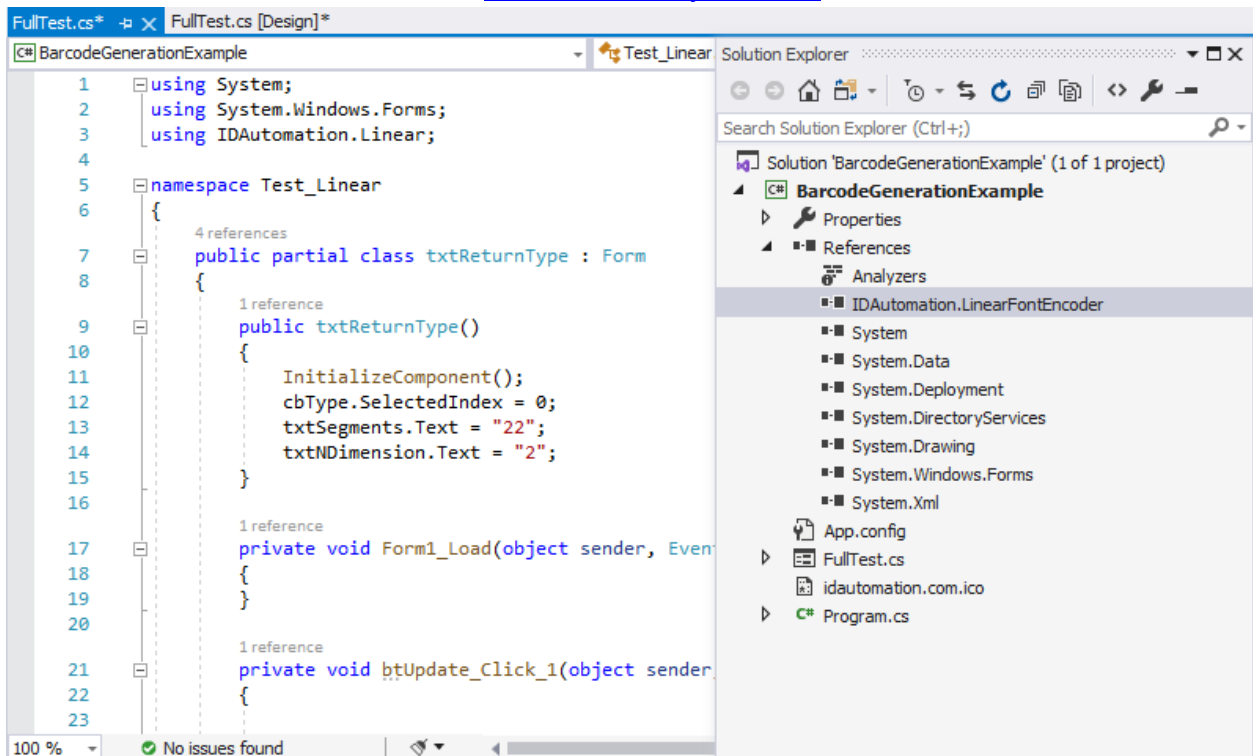 FullTest.cs* FullTest.cs [Design]*
C# BarcodeGenerationExample Test_Linear
1 using System;
2 using System.Windows.Forms;
3 using IDAutomation.Linear;
4
5 namespace Test_Linear
6 {
4 references
7 public partial class txtReturnType : Form
8 {
1 reference
9 public txtReturnType()
10 {
11 InitializeComponent();
12 cbType.SelectedIndex = 0;
13 txtSegments.Text = "22";
14 txtNDimension.Text = "2";
15 }
16
1 reference
17 private void Form1_Load(object sender, Even
18 {
19 }
20
1 reference
21 private void btUpdate_Click_1(object sender,
22 {
23
100 % No issues found
Solution Explorer
Search Solution Explorer (Ctrl+;)
Solution 'BarcodeGenerationExample' (1 of 1 project)
C# BarcodeGenerationExample
Properties
References
Analyzers
IDAutomation.LinearFontEncoder
System
System.Data
System.Deployment
System.DirectoryServices
System.Drawing
System.Windows.Forms
System.Xml
App.config
FullTest.cs
idautomation.com.ico
C# Program.cs